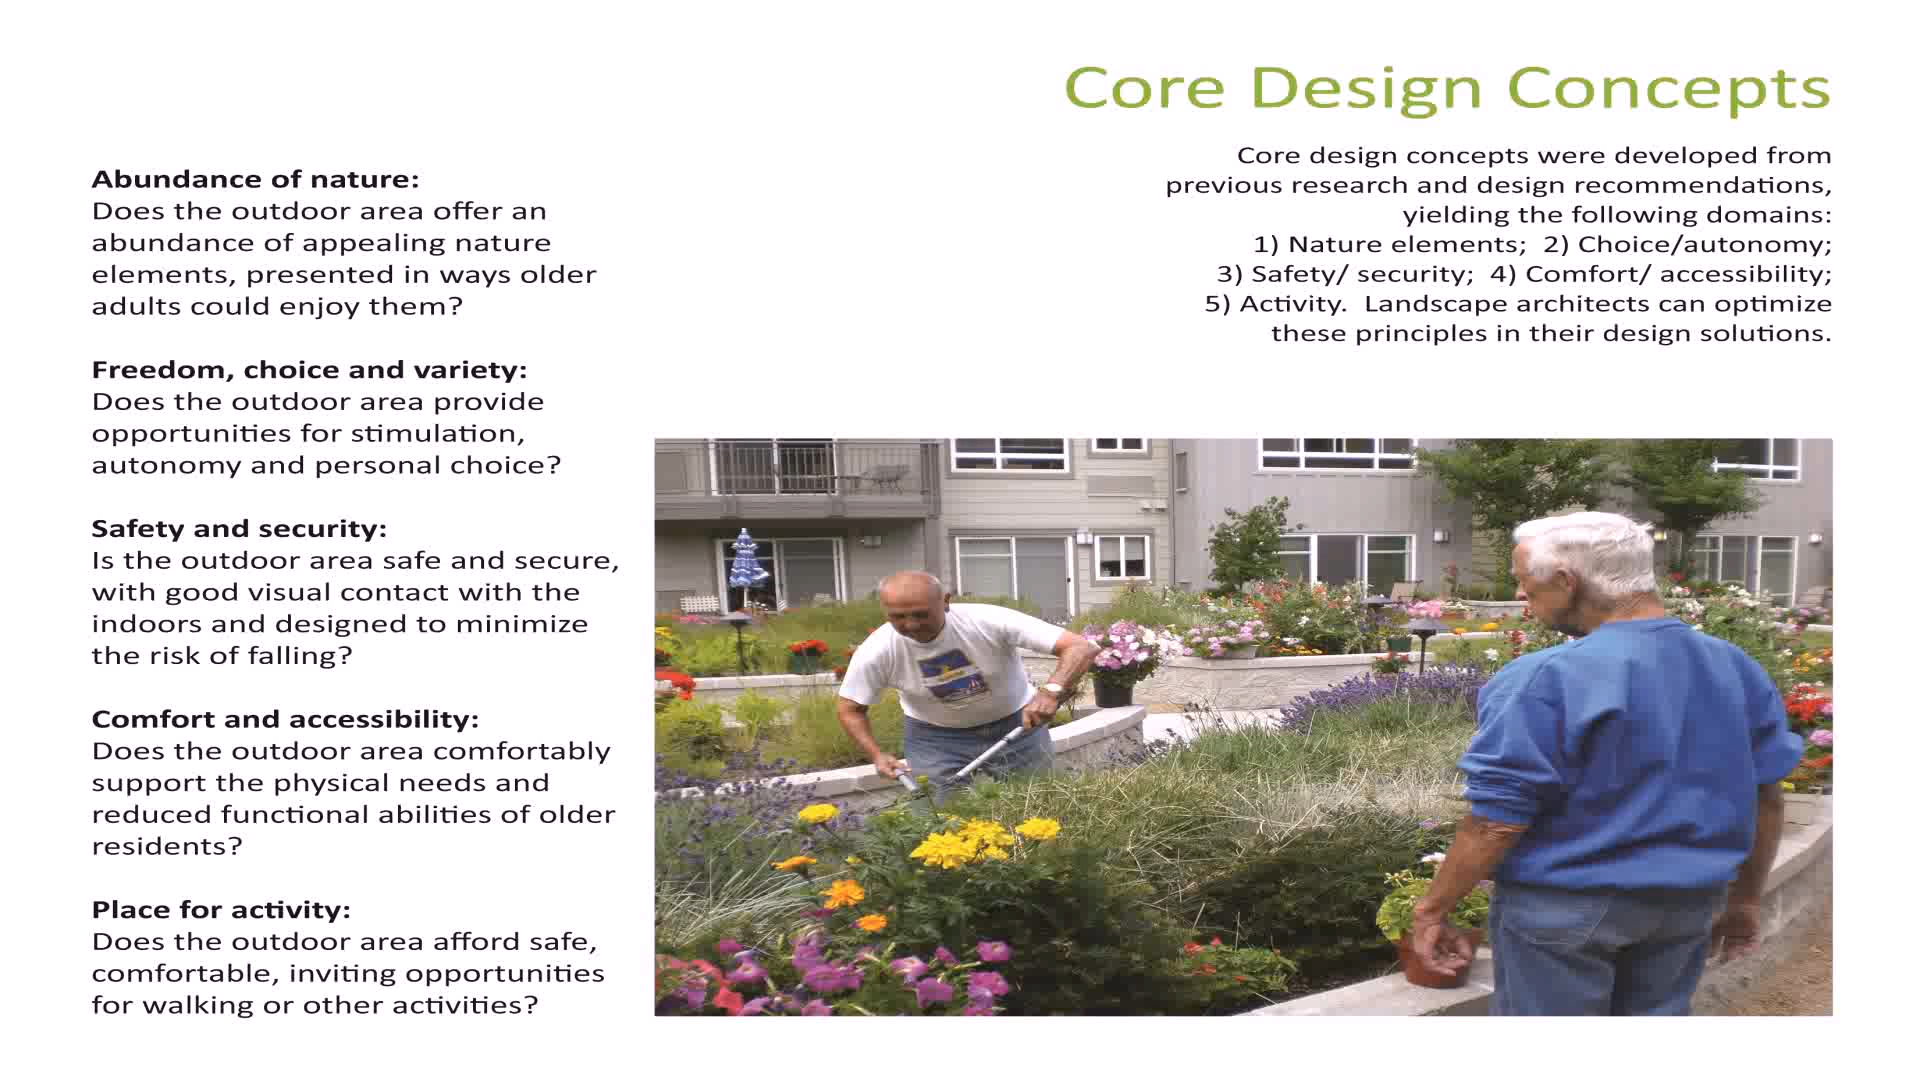 Core Design Concepts
Core design concepts were developed from
previous research and design recommendations,
yielding the following domains:
1) Nature elements;  2) Choice/autonomy;
3) Safety/ security;  4) Comfort/ accessibility;
5) Activity.  Landscape architects can optimize
these principles in their design solutions.
Abundance of nature:
Does the outdoor area offer an
abundance of appealing nature
elements, presented in ways older
adults could enjoy them?
Freedom, choice and variety:
Does the outdoor area provide
opportunities for stimulation,
autonomy and personal choice?
Safety and security:
Is the outdoor area safe and secure,
with good visual contact with the
indoors and designed to minimize
the risk of falling?
Comfort and accessibility:
Does the outdoor area comfortably
support the physical needs and
reduced functional abilities of older
residents?
Place for activity:
Does the outdoor area afford safe,
comfortable, inviting opportunities
for walking or other activities?